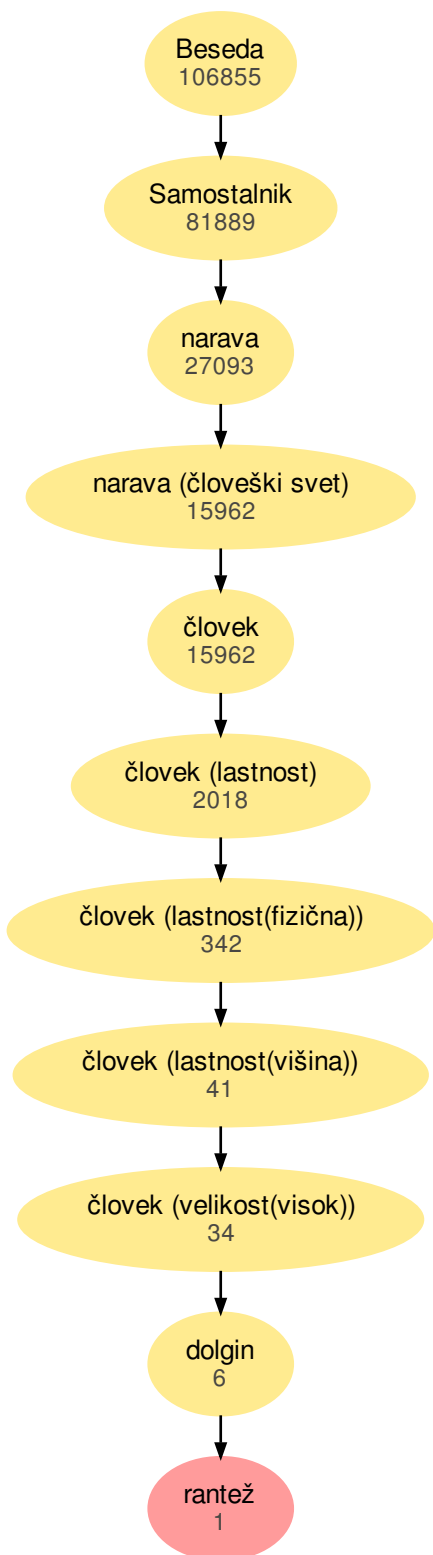 Beseda
106855
Samostalnik
81889
narava
27093
narava (človeški svet)
15962
človek
15962
človek (lastnost)
2018
človek (lastnost(fizična))
342
človek (lastnost(višina))
41
človek (velikost(visok))
34
dolgin
6
rantež
1